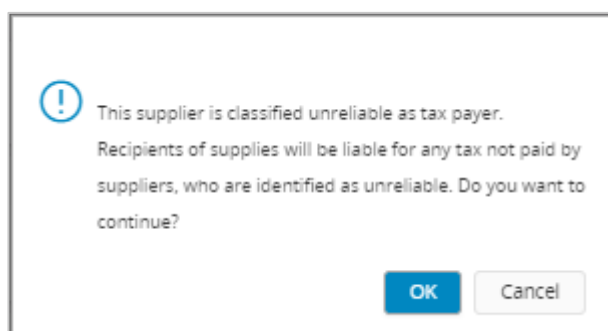 This supplier is classified unreliable as tax payer.
Recipients of supplies will be liable for any tax not paid by
suppliers, who are identified as unreliable. Do you want to
continue?
OK
Cancel